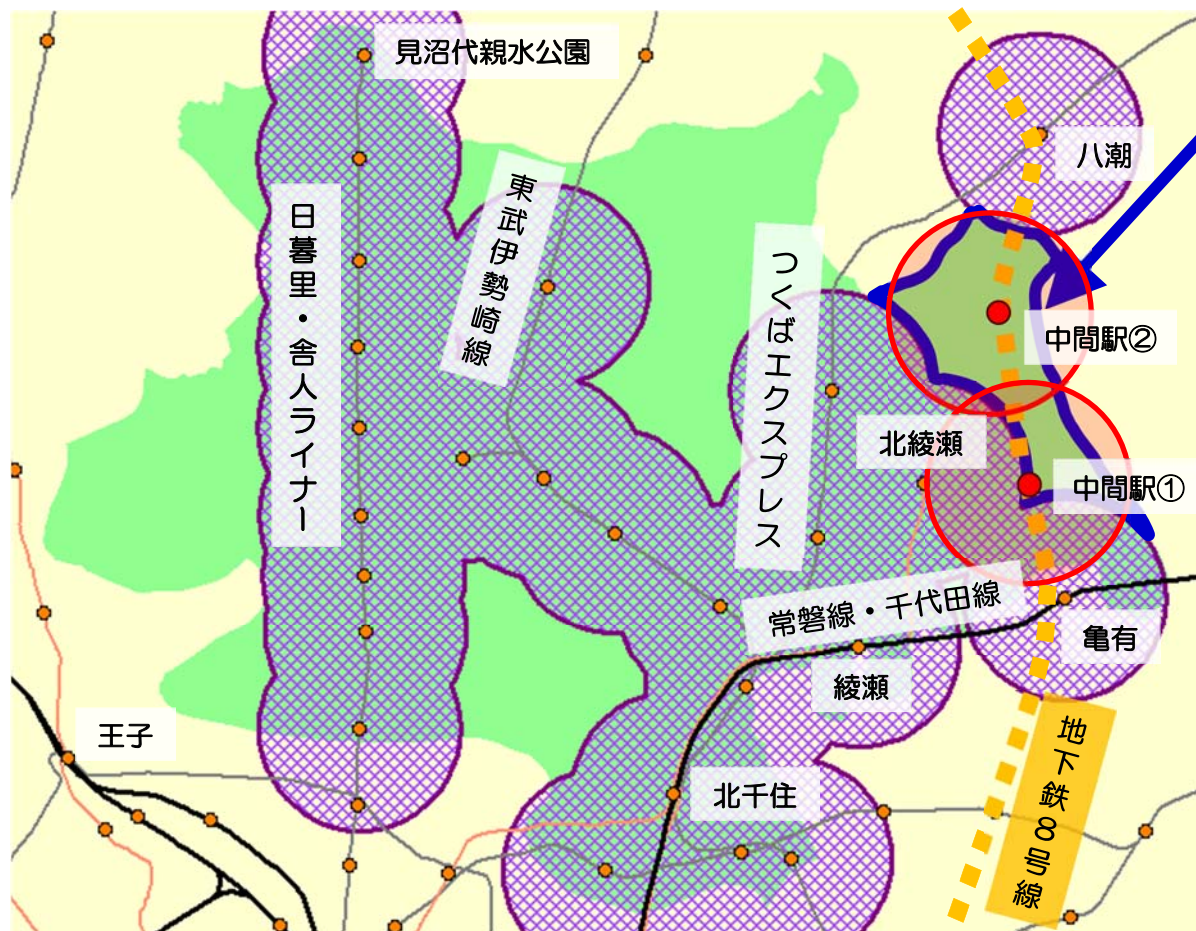 見沼代親水公園
八潮
東武伊勢崎線
日暮里・舎人ライナー
つくばエクスプレス
中間駅②
北綾瀬
中間駅①
常磐線・千代田線
亀有
綾瀬
王子
地下鉄8号線
北千住